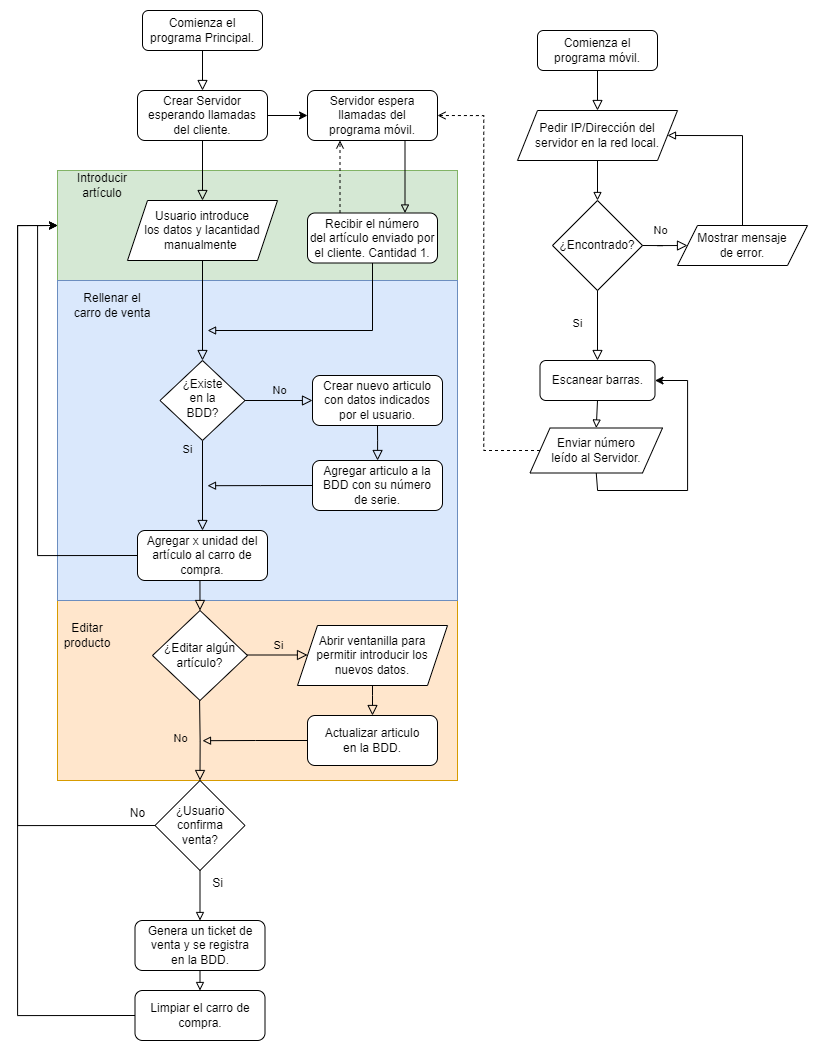 Comienza el
programa Principal.
Crear Servidor
esperando llamadas
del cliente.
Servidor espera
llamadas del
programa móvil.
Introducir
artículo
Usuario introduce
los datos y lacantidad
manualmente
Recibir el número
del artículo enviado por
el cliente. Cantidad 1.
Rellenar el
carro de venta
¿Existe
en la
BDD?
No
Crear nuevo articulo
con datos indicados
por el usuario.
Si
Agregar articulo a la
BDD con su número
de serie.
Agregar x unidad del
artículo al carro de
compra.
Editar
producto
¿Editar algún
artículo?
Si
Abrir ventanilla para
permitir introducir los
nuevos datos.
No
Actualizar articulo
en la BDD.
¿Usuario
confirma
venta?
No
Si
Genera un ticket de
venta y se registra
en la BDD.
Limpiar el carro de
compra.
Comienza el
programa móvil.
Pedir IP/Dirección del
servidor en la red local.
¿Encontrado?
No
Mostrar mensaje
de error.
Si
Escanear barras.
Enviar número
leído al Servidor.